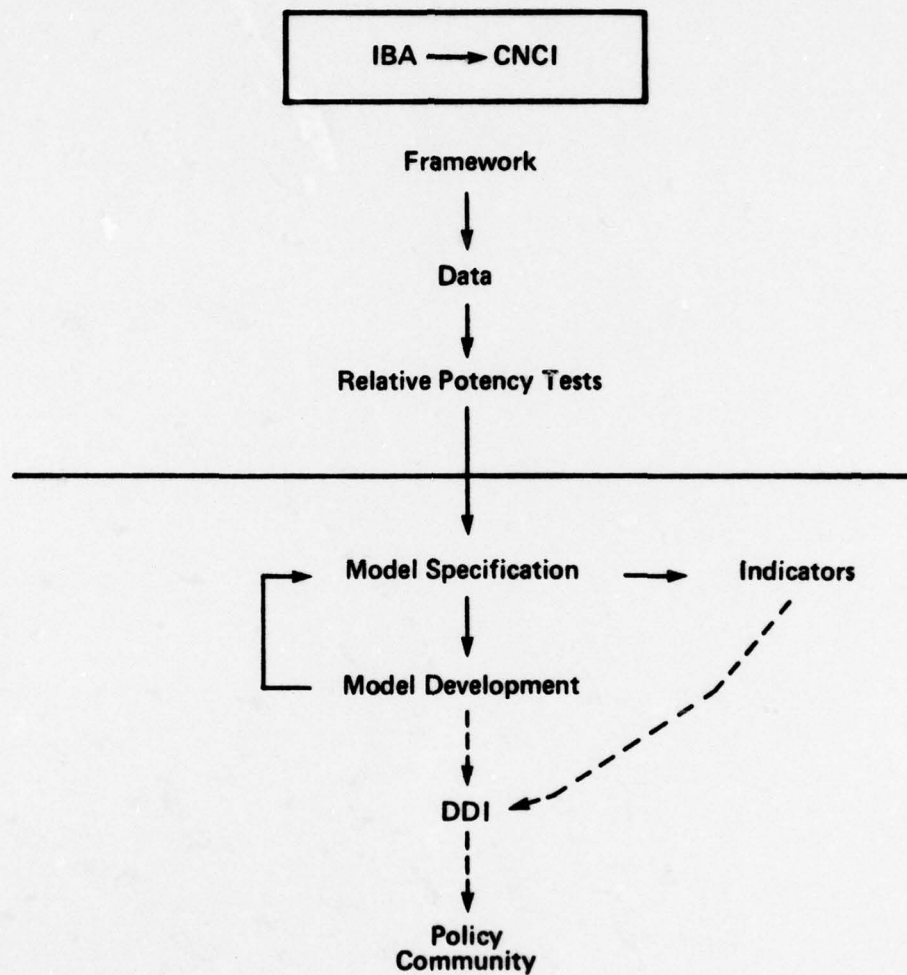 IBA CNCI
Framework
Data
Relative Potency Tests
Model Specification Indicators
Model Development
DDI
Policy
Community